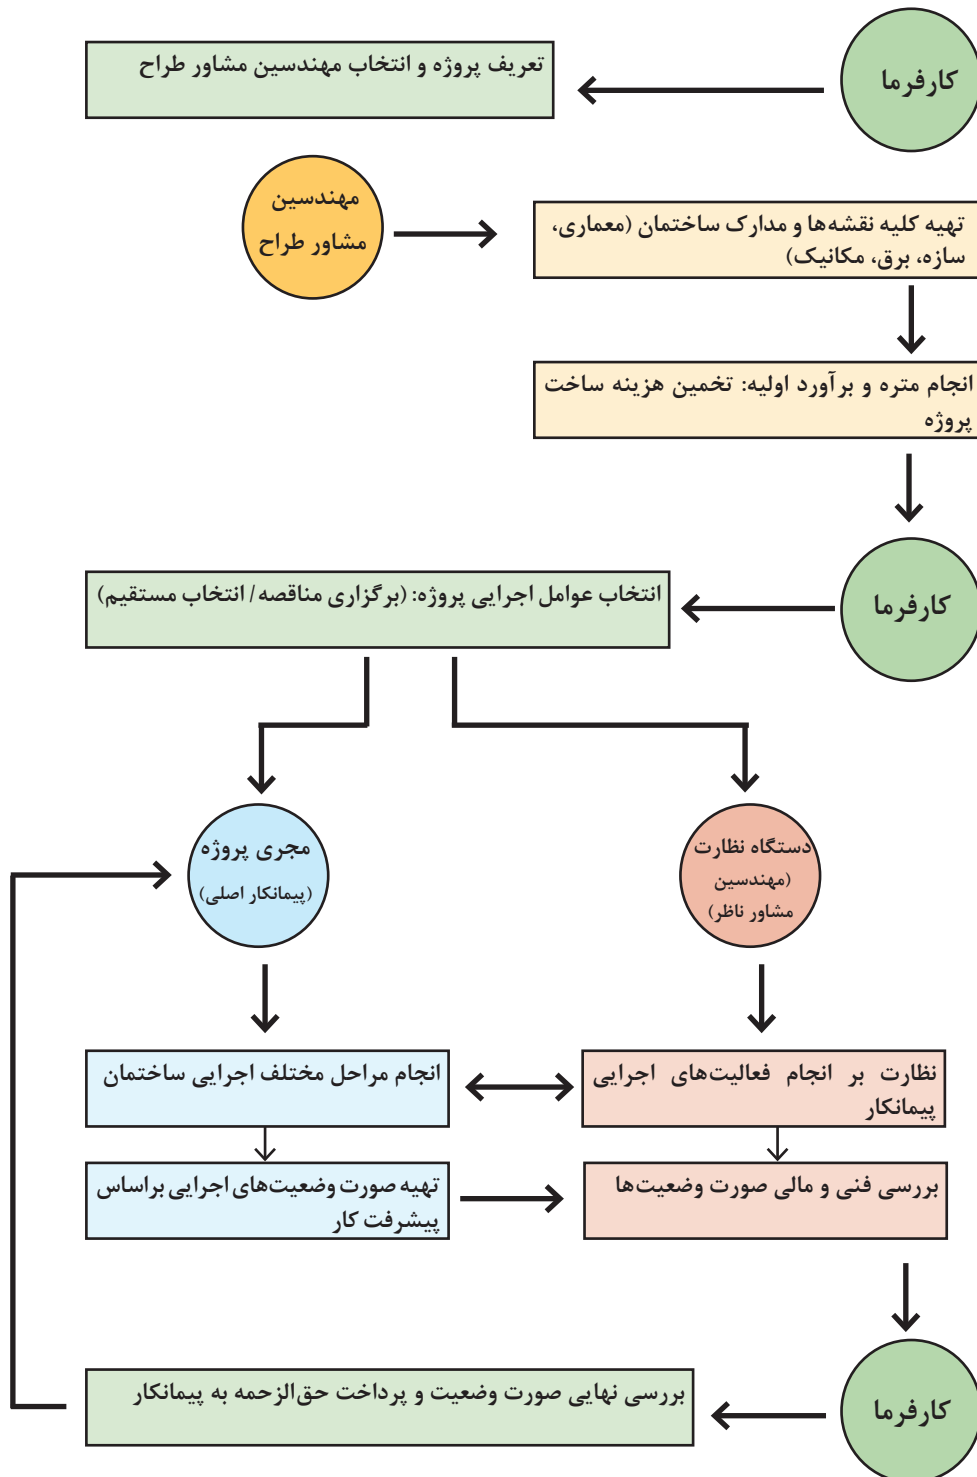 کارفرما
تعریف پروژه و انتخاب مهندسین مشاور طراح
مهندسین
مشاور طراح
تهیه کلیه نقشه‌ها و مدارک ساختمان (معماری،
سازه، برق، مکانیک)
انجام متره و برآورد اولیه: تخمین هزینه ساخت
پروژه
کارفرما
انتخاب عوامل اجرایی پروژه: (برگزاری مناقصه/ انتخاب مستقیم)
دستگاه نظارت
(مهندسین
مشاور ناظر)
مجری پروژه
(پیمانکار اصلی)
نظارت بر انجام فعالیت‌های اجرایی
پیمانکار
انجام مراحل مختلف اجرایی ساختمان
تهیه صورت وضعیت‌های اجرایی براساس
پیشرفت کار
بررسی فنی و مالی صورت وضعیت‌ها
کارفرما
بررسی نهایی صورت وضعیت و پرداخت حق‌الزحمه به پیمانکار